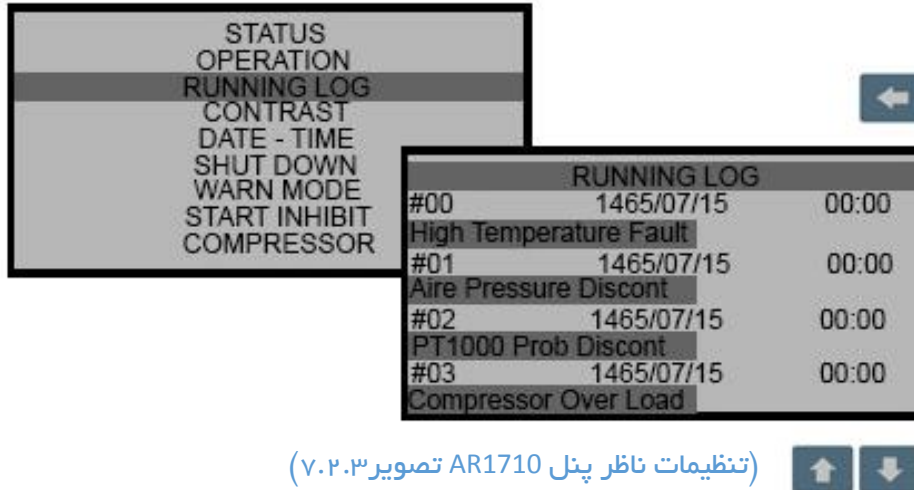 STATUS
OPERATION
RUNNING LOG
CONTRAST
DATE - TIME
SHUT DOWN
WARN MODE
START INHIBIT
COMPRESSOR
RUNNING LOG
#00 1465/07/15 00:00
High Temperature Fault
#01 1465/07/15 00:00
Aire Pressure Discont
#02 1465/07/15 00:00
PT1000 Prob Discont
#03 1465/07/15 00:00
Compressor Over Load
(تنظیمات ناظر پنل AR1710 تصویر۷.۲.۳)